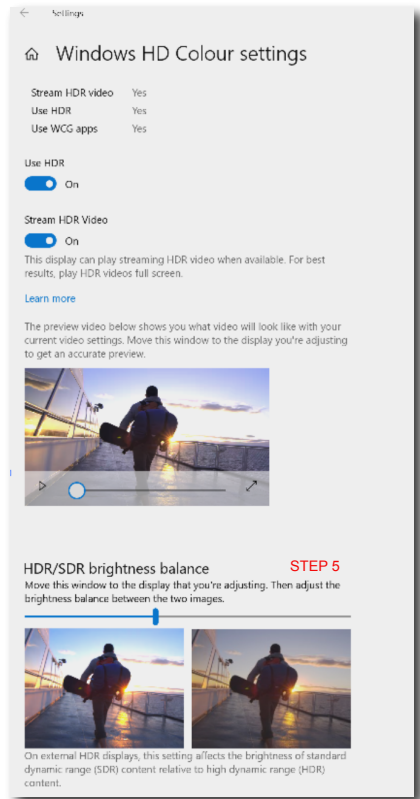 Settings
Windows HD Colour settings
Stream HDR video Yes
Use HDR Yes
Use WCG apps Yes
Use HDR
On
Stream HDR Video
On
This display can play streaming HDR video when available. For best
results, play HDR videos full screen.
Learn more
The preview video below shows you what video will look like with your
current video settings. Move this window to the display you're adjusting
to get an accurate preview.
HDR/SDR brightness balance STEP 5
Move this window to the display that you're adjusting. Then adjust the
brightness balance between the two images.
On external HDR displays, this setting affects the brightness of standard
dynamic range (SDR) content relative to high dynamic range (HDR)
content.